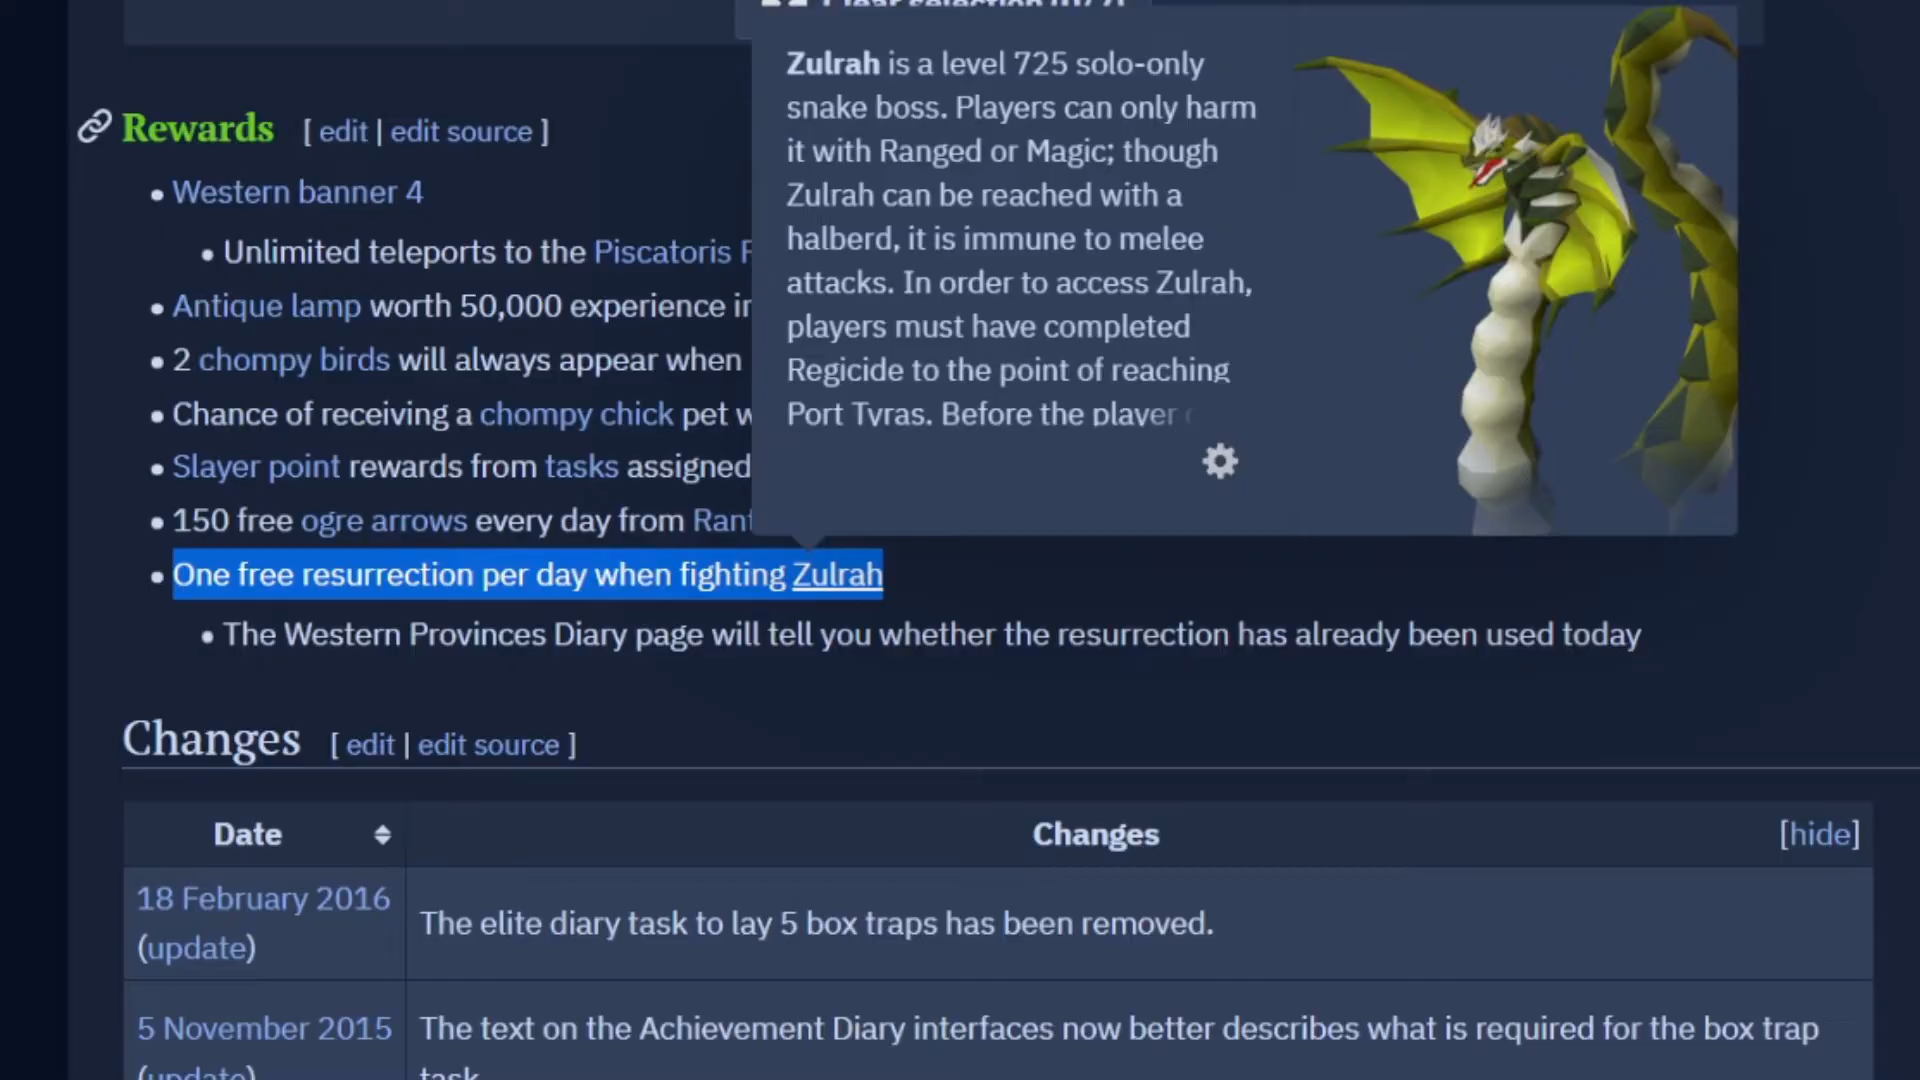 Clear selection (0/7)
Zulrah is a level 725 solo-only
snake boss. Players can only harm
it with Ranged or Magic; though
Zulrah can be reached with a
halberd, it is immune to melee
attacks. In order to access Zulrah,
players must have completed
Regicide to the point of reaching
Port Tyras. Before the player
Rewards [ edit | edit source ]
• Western banner 4
• Unlimited teleports to the Piscatoris
• Antique lamp worth 50,000 experience in
• 2 chompy birds will always appear when
• Chance of receiving a chompy chick pet
• Slayer point rewards from tasks assigned
• 150 free ogre arrows every day from
• One free resurrection per day when fighting Zulrah
• The Western Provinces Diary page will tell you whether the resurrection has already been used today
Changes [ edit | edit source ]
Date Changes [hide]
18 February 2016
(update)
The elite diary task to lay 5 box traps has been removed.
5 November 2015
(update)
The text on the Achievement Diary interfaces now better describes what is required for the box trap
task